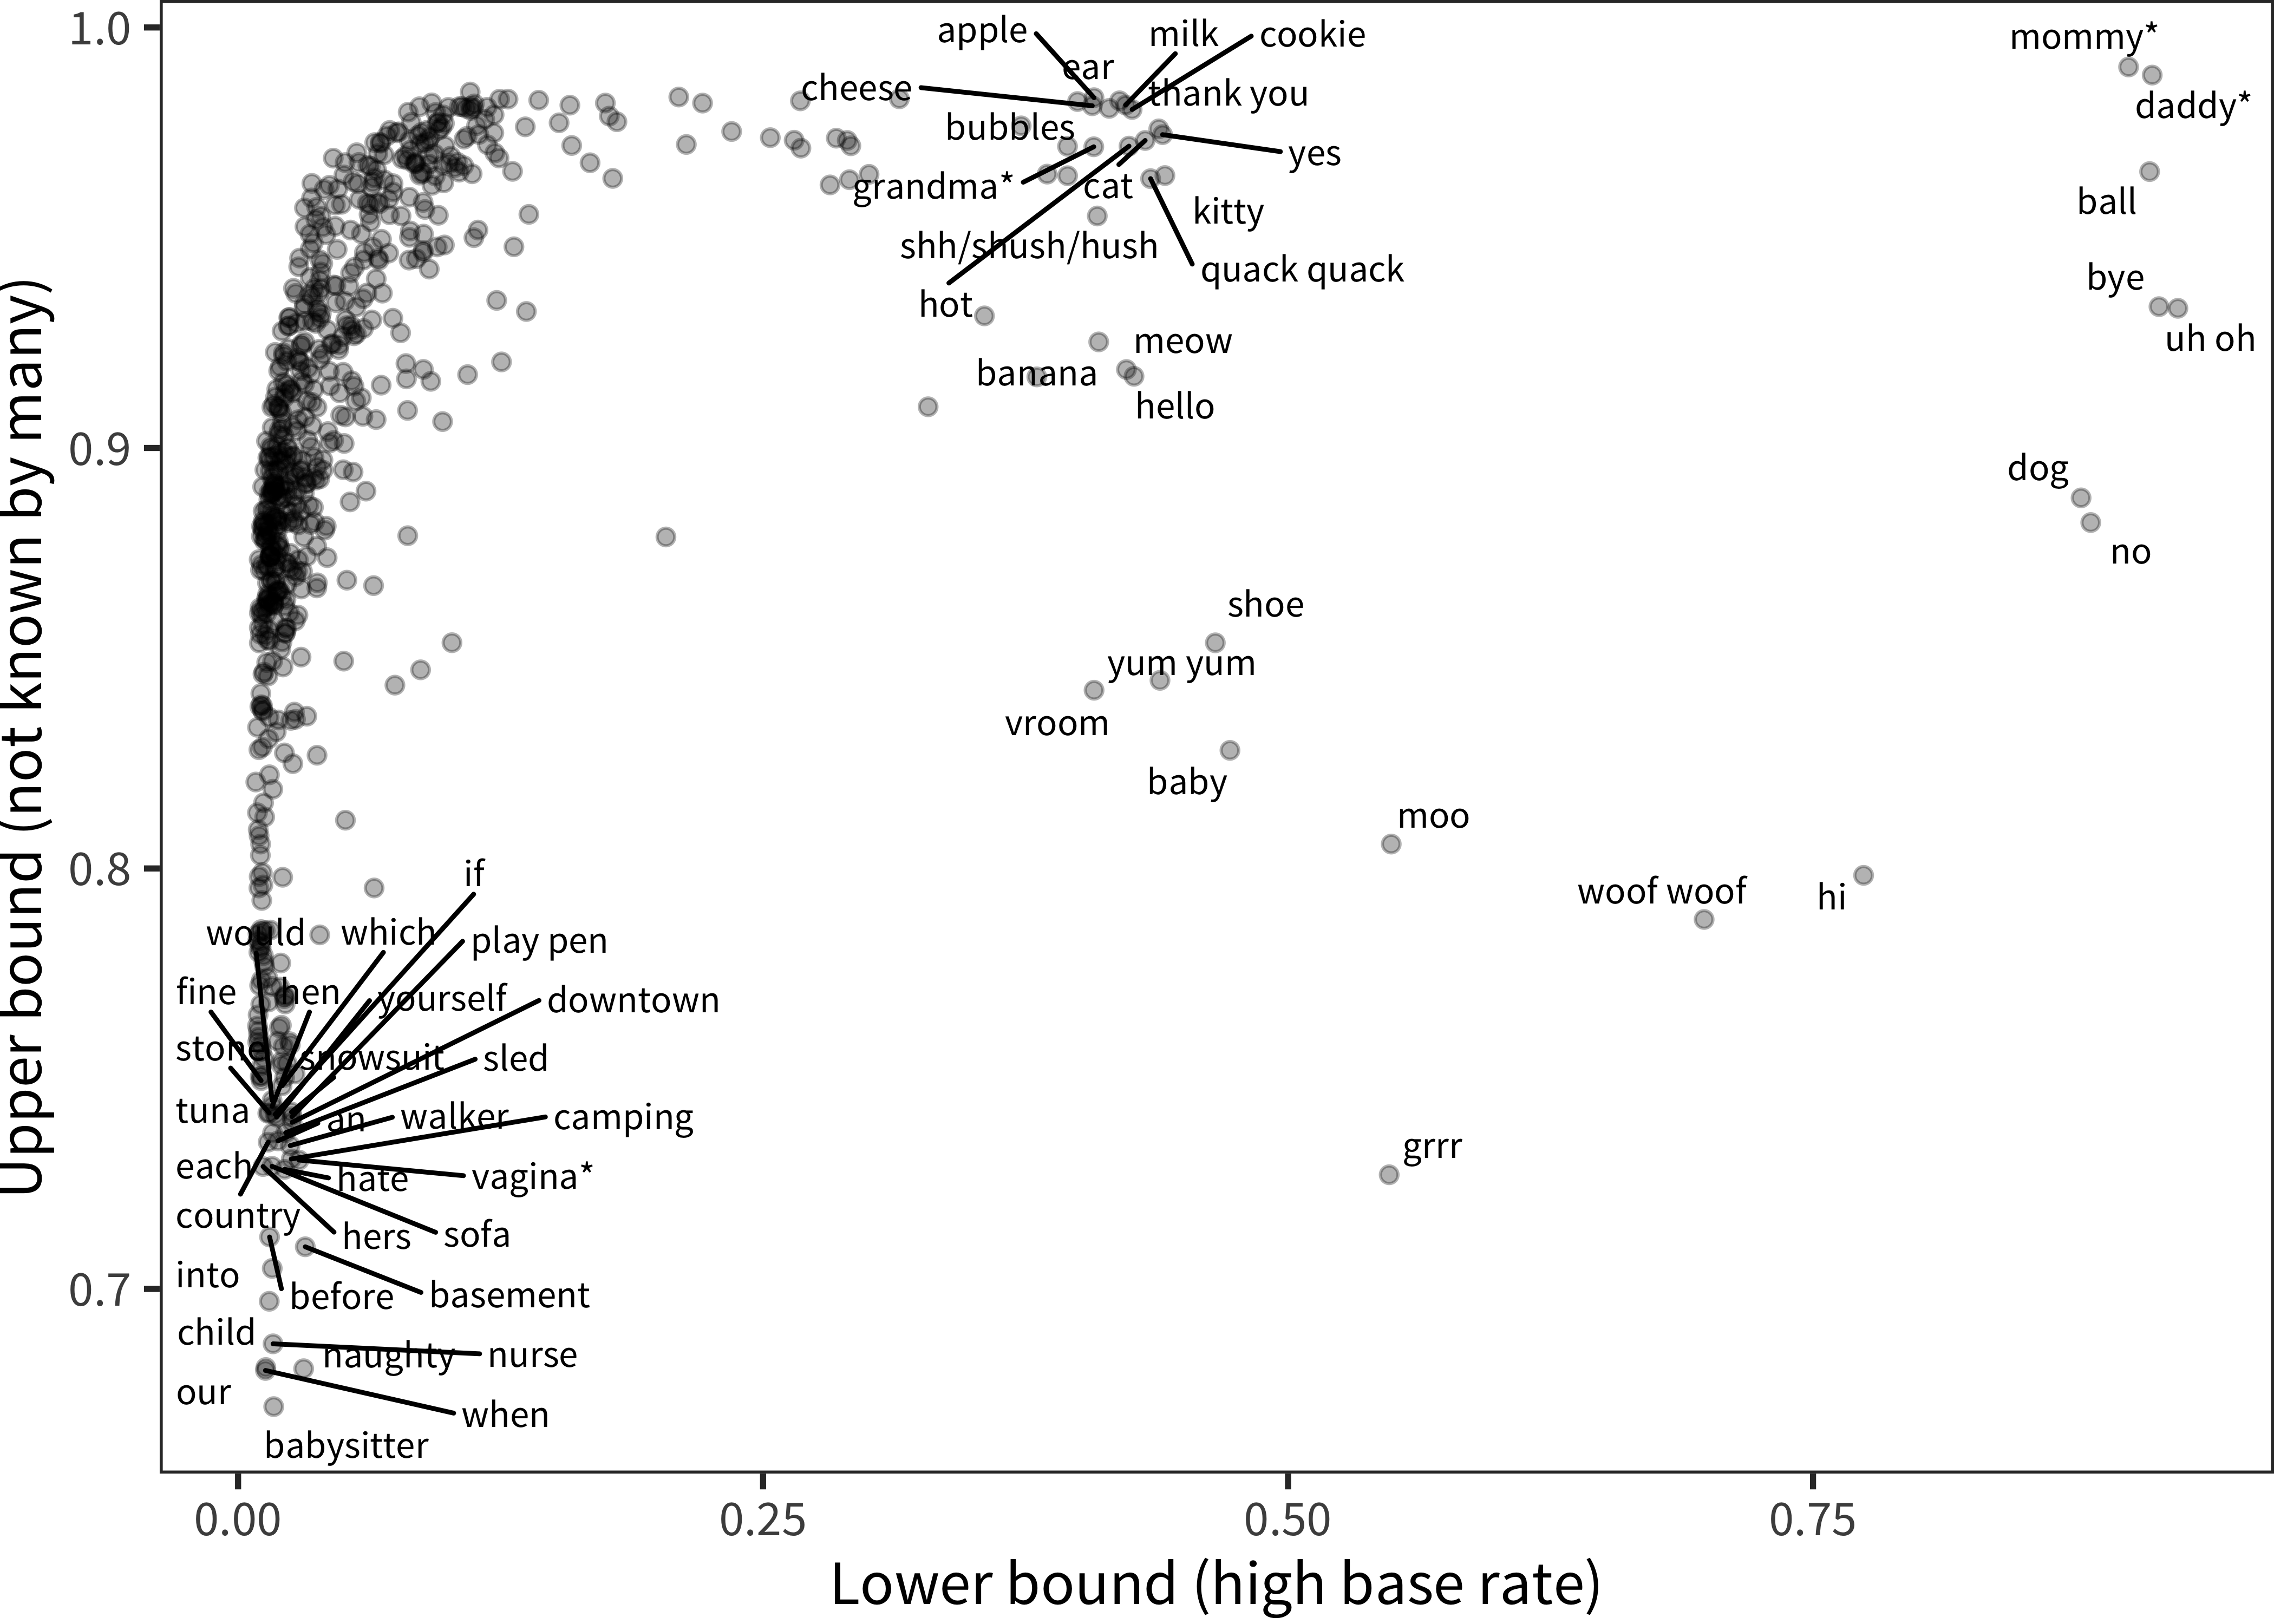 Upper bound (not known by many)
1.0
0.9
0.8
0.7
apple
milk
cookie
mommy*
ear
cheese
thank you
daddy*
bubbles
yes
grandma*
cat
ball
kitty
shh/shush/hush
quack quack
bye
hot
meow
uh oh
banana
hello
dog
no
shoe
yum yum
vroom
baby
moo
if
woof woof
hi
would
which
play pen
fine
hen
yourself
downtown
stone
snowsuit
sled
tuna
an
walker
camping
grrr
each
hate
vagina*
country
hers
sofa
into
before
basement
child
naughty
nurse
our
when
babysitter
0.00
0.25
0.50
0.75
Lower bound (high base rate)